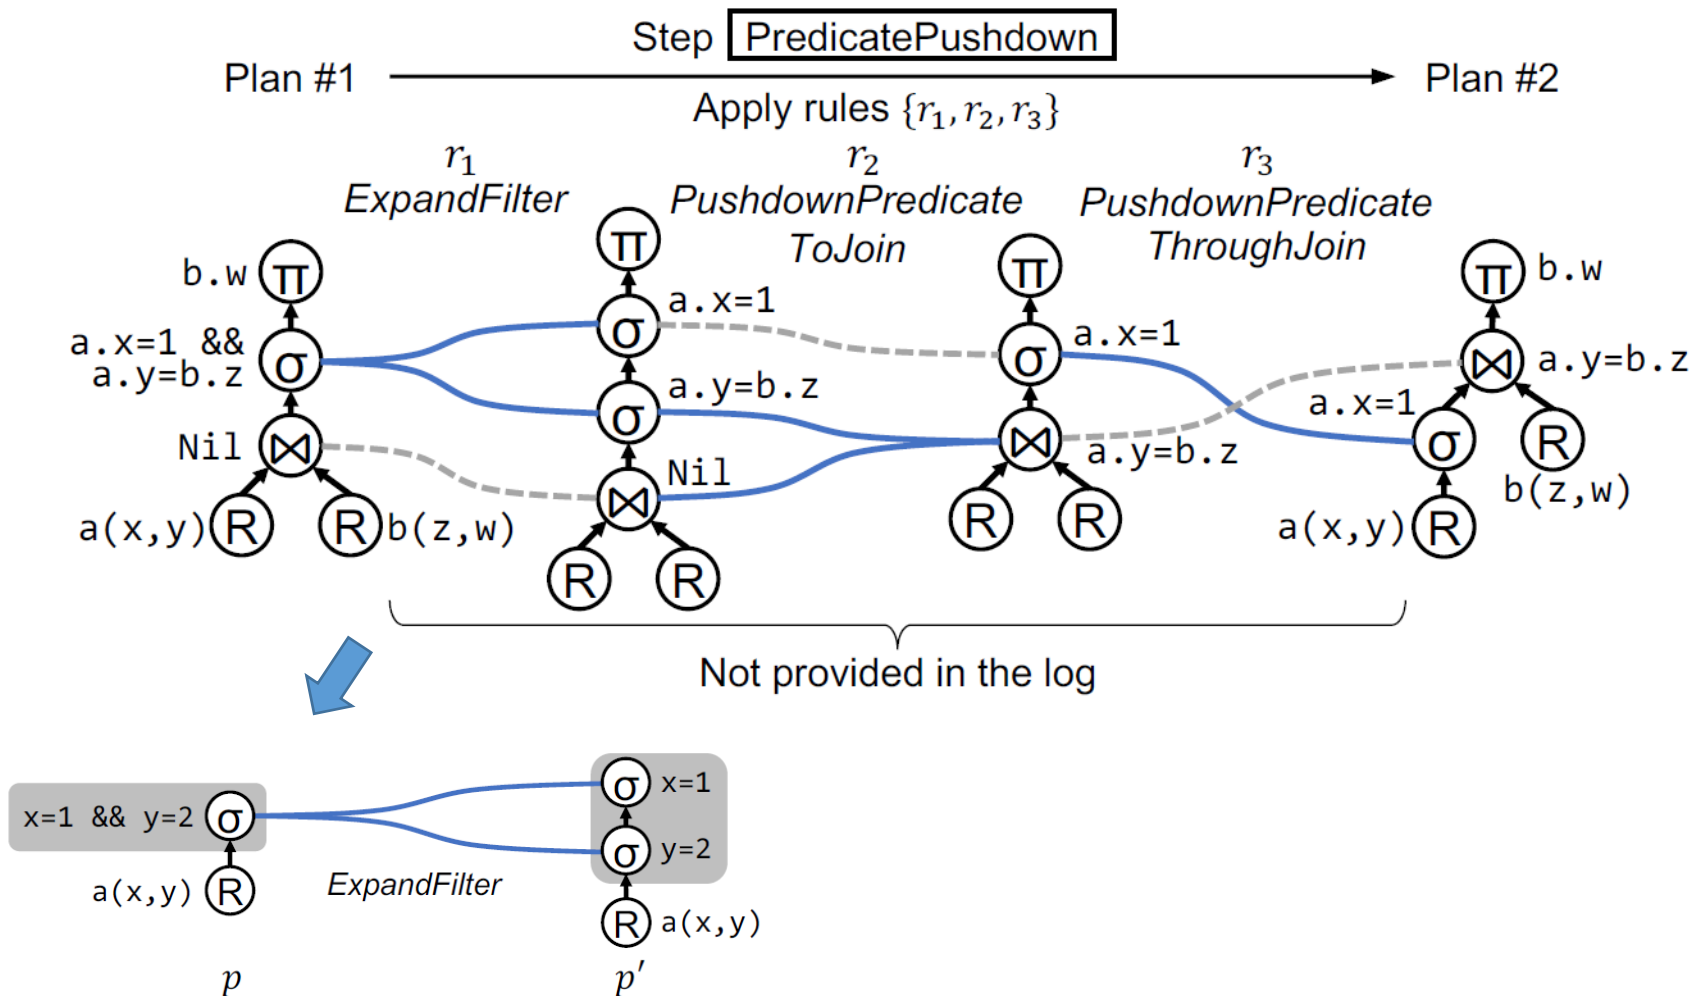 Step PredicatePushdown
Plan #1
Plan #2
Apply rules {r₁, r₂, r₃}
r₁
ExpandFilter
r₂
PushdownPredicate
ToJoin
r₃
PushdownPredicate
ThroughJoin
b.w π
a.x=1 &&
a.y=b.z σ
Nil ⋈
a(x,y) R
R b(z,w)
π
σ a.x=1
σ a.y=b.z
⋈ Nil
R R
π
σ a.x=1
⋈ a.y=b.z
R R
π b.w
⋈ a.y=b.z
a.x=1 σ
R b(z,w)
a(x,y) R
Not provided in the log
x=1 && y=2 σ
a(x,y) R
ExpandFilter
σ x=1
σ y=2
R a(x,y)
p
p′